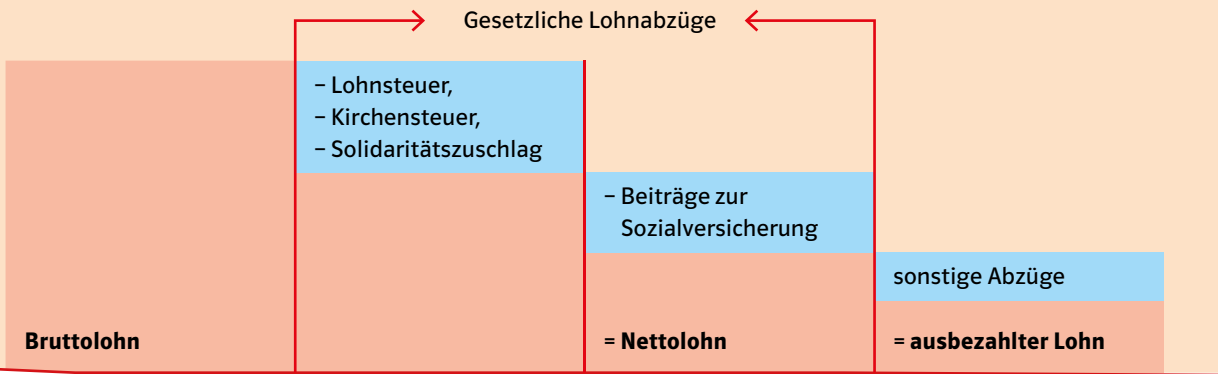 Gesetzliche Lohnabzüge
– Lohnsteuer,
– Kirchensteuer,
– Solidaritätszuschlag
– Beiträge zur
Sozialversicherung
sonstige Abzüge
Bruttolohn
= Nettolohn
= ausbezahlter Lohn